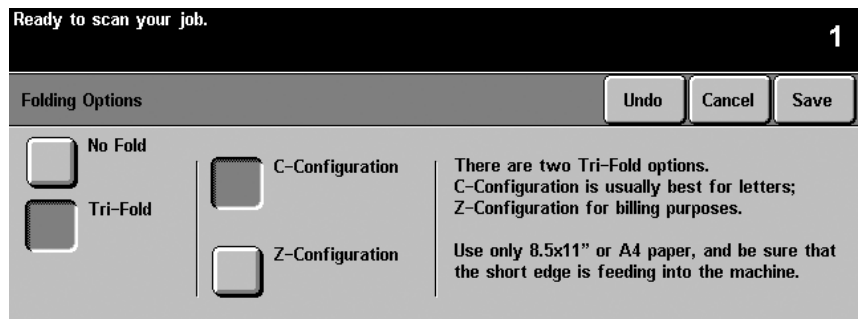 Ready to scan your job.
1
Folding Options
Undo
Cancel
Save
No Fold
Tri-Fold
C-Configuration
Z-Configuration
There are two Tri-Fold options.
C-Configuration is usually best for letters;
Z-Configuration for billing purposes.
Use only 8.5x11” or A4 paper, and be sure that
the short edge is feeding into the machine.